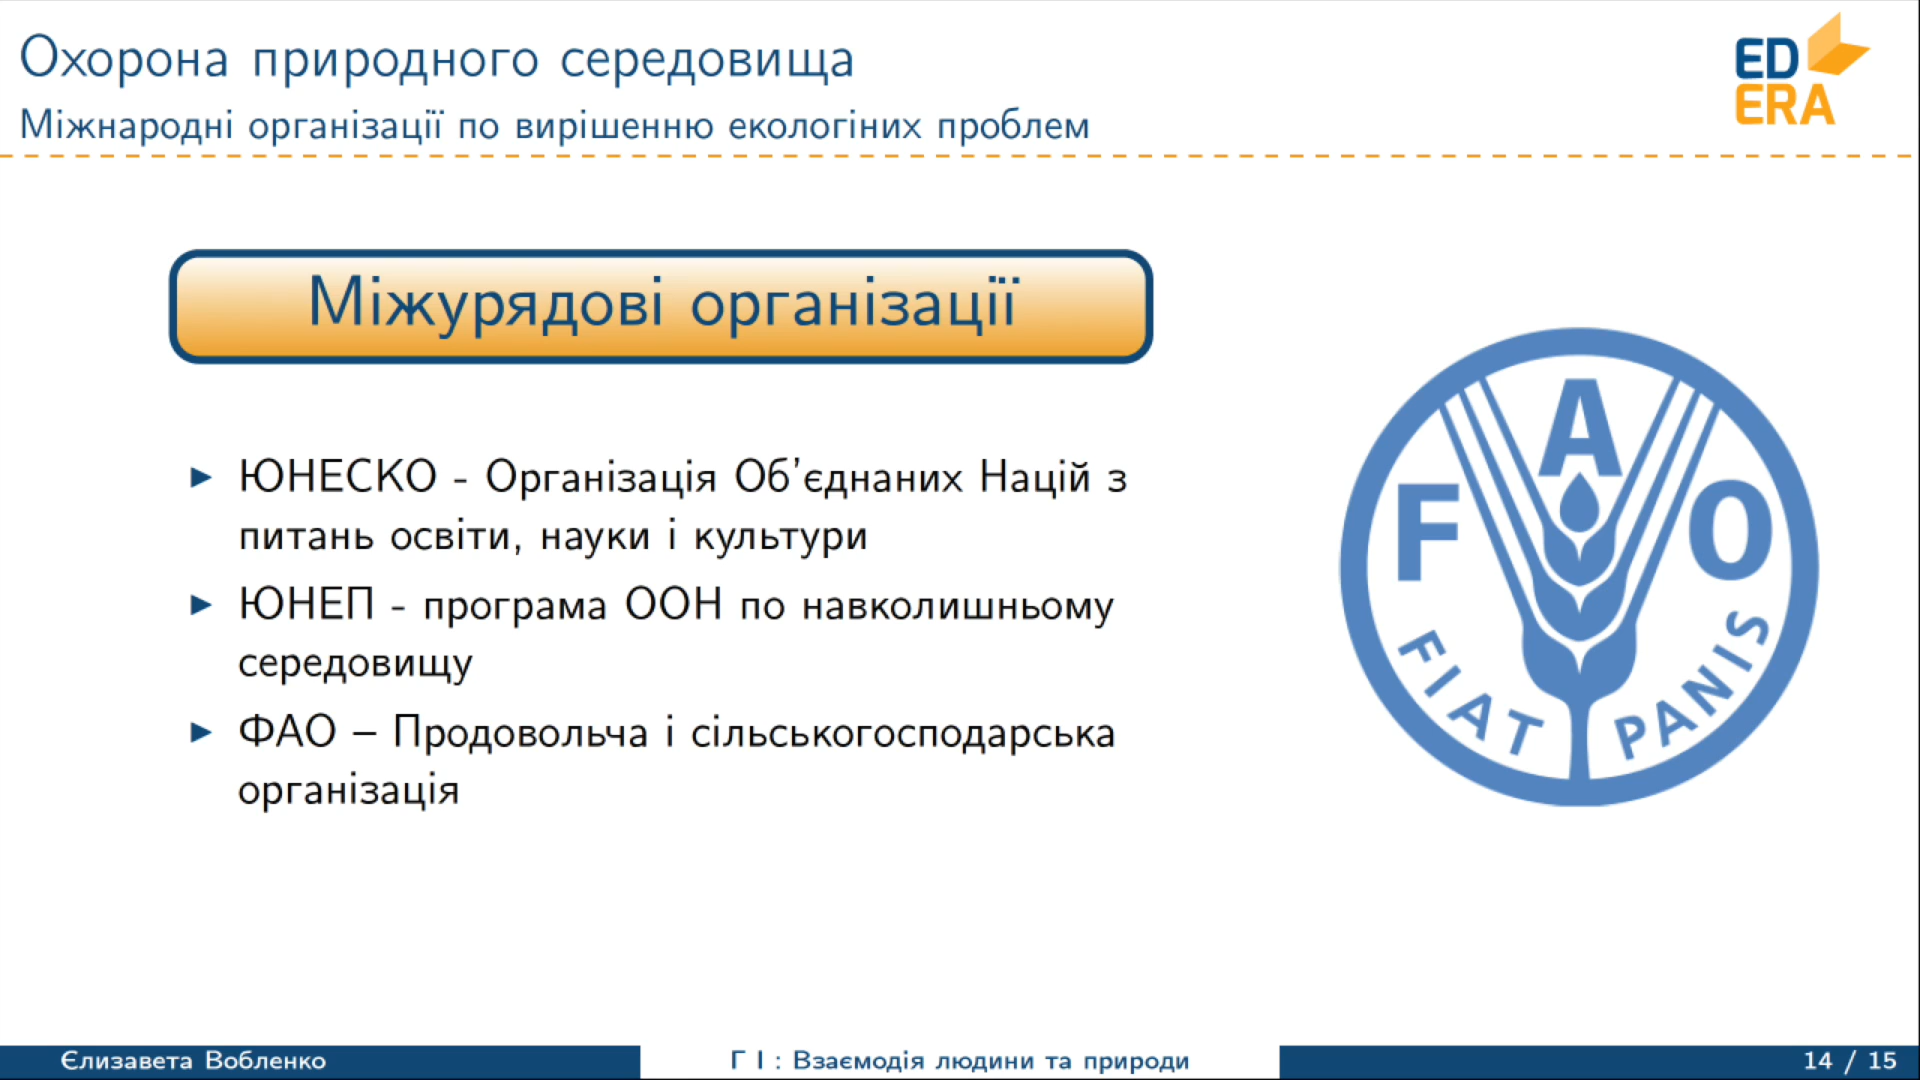 Охорона природного середовища
Міжнародні організації по вирішенню екологіних проблем
ED
ERA
Міжурядові організації
ЮНЕСКО - Організація Об'єднаних Націй з
питань освіти, науки і культури
ЮНЕП - програма ООН по навколишньому
середовищу
ФАО – Продовольча і сільськогосподарська
організація
F A O
FIAT PANIS
Єлизавета Вобленко
Г І : Взаємодія людини та природи
14 / 15